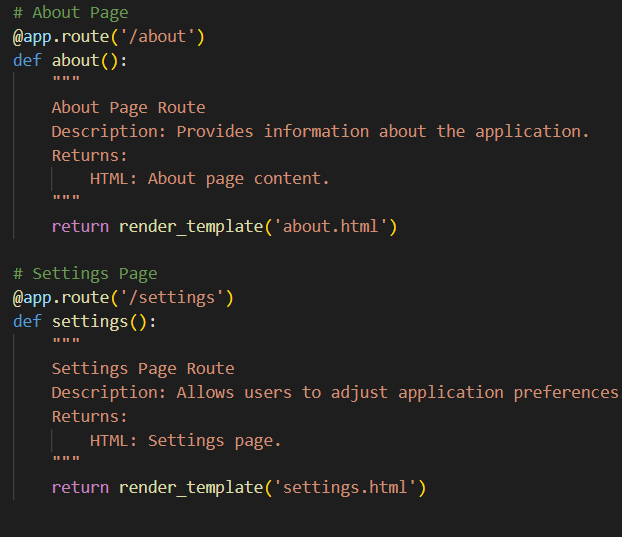 # About Page
@app.route('/about')
def about():
    """
    About Page Route
    Description: Provides information about the application.
    Returns:
        HTML: About page content.
    """
    return render_template('about.html')

# Settings Page
@app.route('/settings')
def settings():
    """
    Settings Page Route
    Description: Allows users to adjust application preferences
    Returns:
        HTML: Settings page.
    """
    return render_template('settings.html')